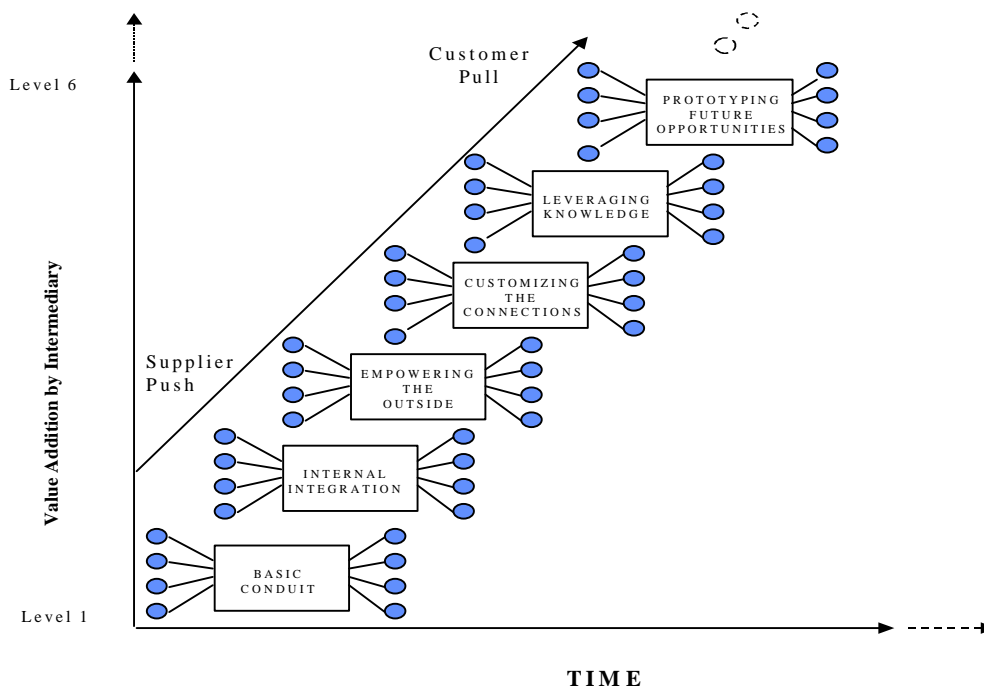 Customer
Pull
Level 6
PROTOTYPING
FUTURE
OPPORTUNITIES
LEVERAGING
KNOWLEDGE
CUSTOMIZING
THE
CONNECTIONS
Value Addition by Intermediary
Supplier
Push
EMPOWERING
THE
OUTSIDE
INTERNAL
INTEGRATION
BASIC
CONDUIT
Level 1
TIME